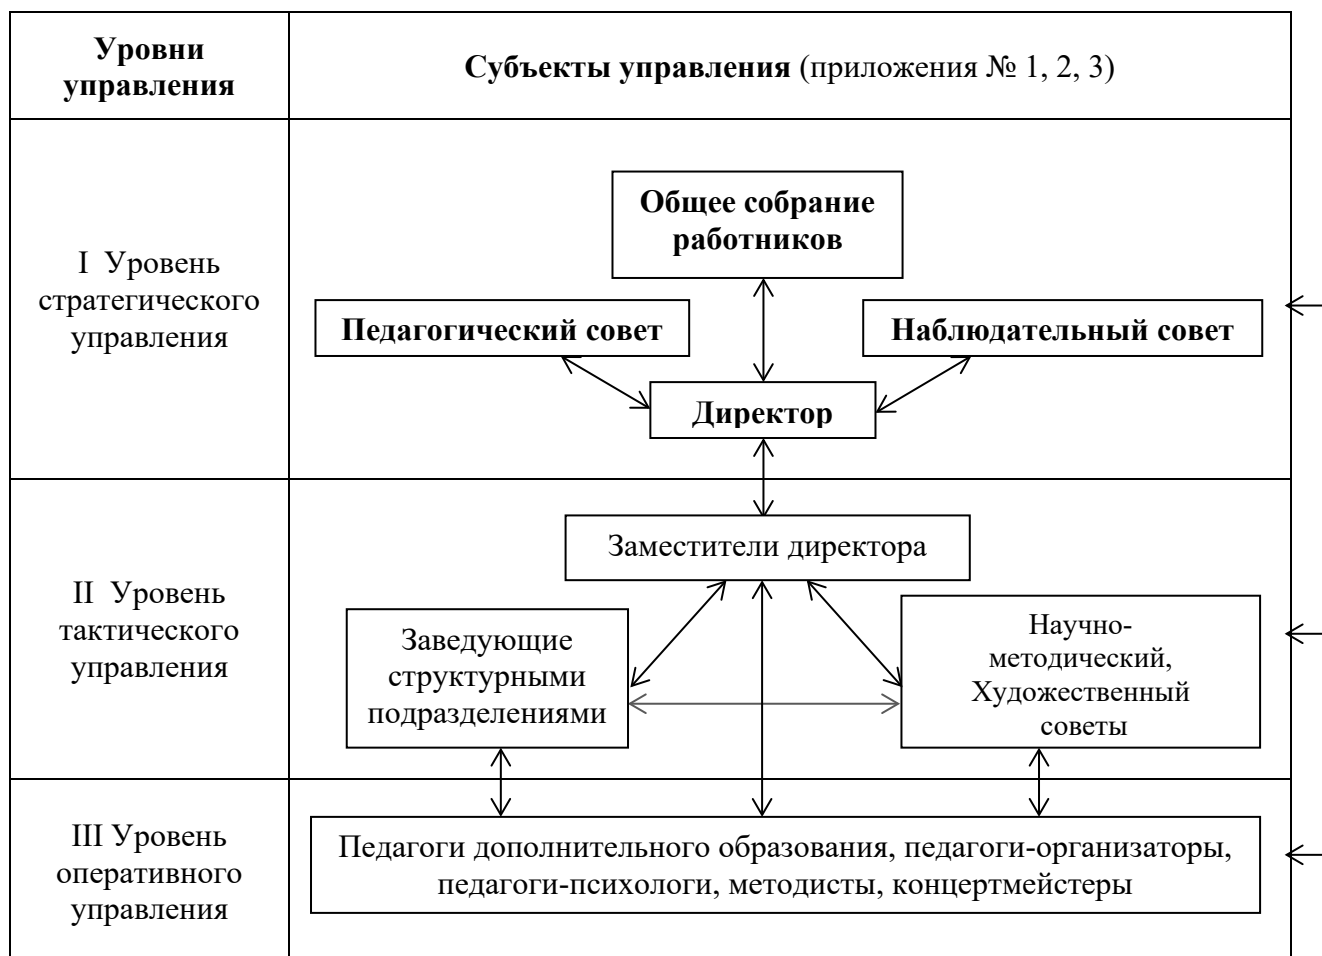 Уровни
управления
Субъекты управления (приложения № 1, 2, 3)
I Уровень
стратегического
управления
Общее собрание
работников
Педагогический совет
Наблюдательный совет
Директор
II Уровень
тактического
управления
Заместители директора
Заведующие
структурными
подразделениями
Научно-
методический,
Художественный
советы
III Уровень
оперативного
управления
Педагоги дополнительного образования, педагоги-организаторы,
педагоги-психологи, методисты, концертмейстеры